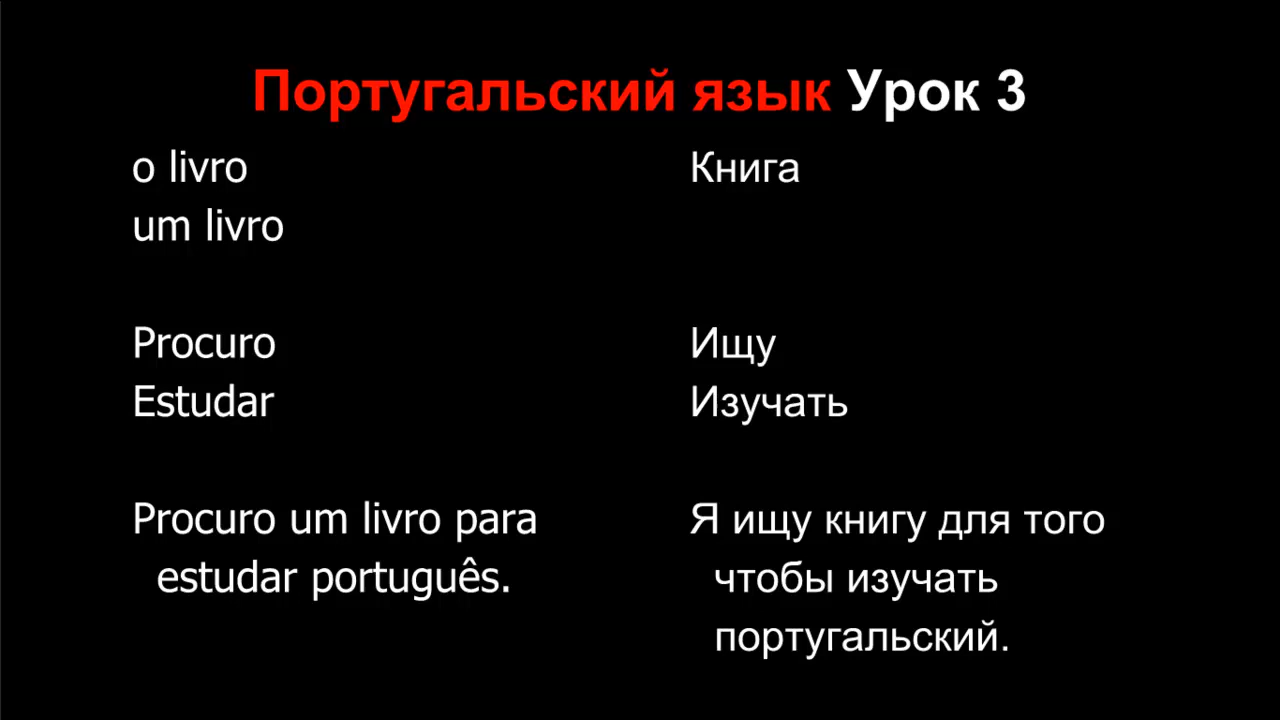 Португальский язык Урок 3
o livro
Книга
um livro
Procuro
Ищу
Estudar
Изучать
Procuro um livro para
estudar português.
Я ищу книгу для того
чтобы изучать
португальский.